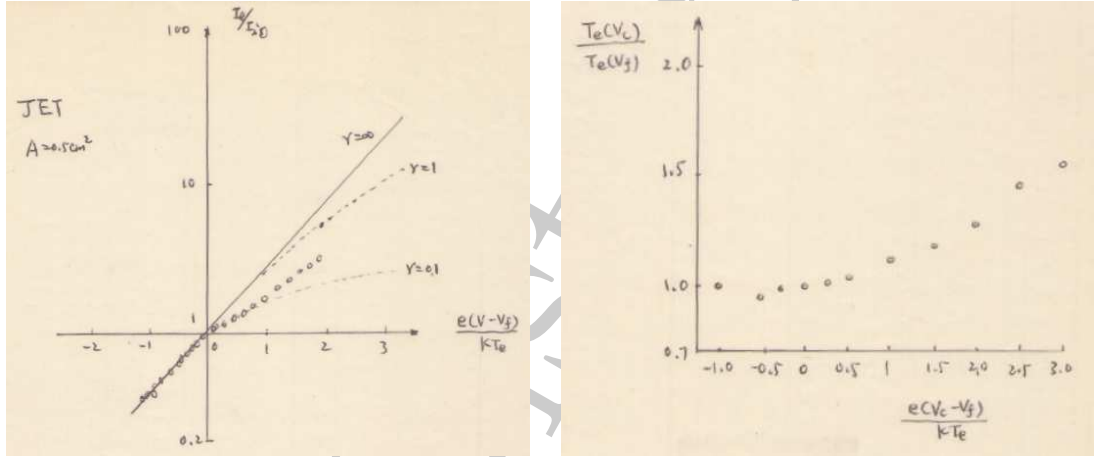 100
Ie/Iio
JET
A=0.5cm²
r=∞
r=1
10
r=0.1
1
e(V-Vf)
kTe
-2 -1 0 1 2 3
0.2
Te(Vc)
Te(Vf)
2.0
1.5
1.0
0.7
-1.0 -0.5 0 0.5 1 1.5 2.0 2.5 3.0
e(Vc-Vf)
kTe